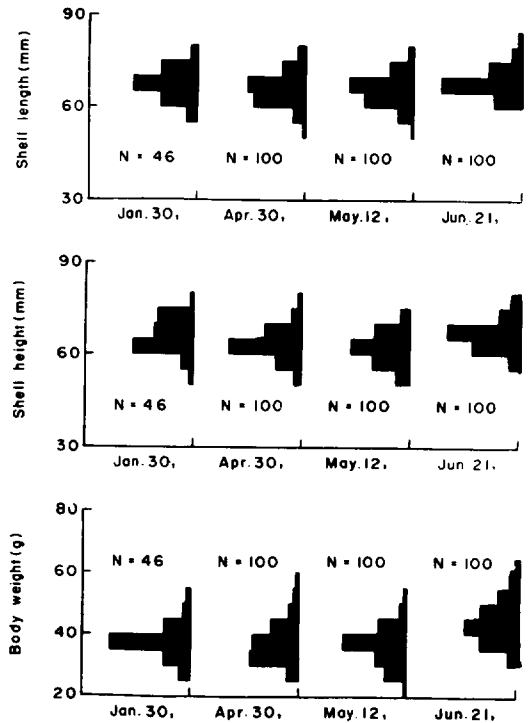 Shell length (mm)
90
60
30
N = 46
N = 100
N = 100
N = 100
Jan. 30,
Apr. 30,
May. 12,
Jun. 21,
Shell height (mm)
90
60
30
N = 46
N = 100
N = 100
N = 100
Jan. 30,
Apr. 30,
May. 12,
Jun. 21,
Body weight (g)
80
60
40
20
N = 46
N = 100
N = 100
N = 100
Jan. 30,
Apr. 30,
May. 12,
Jun. 21,